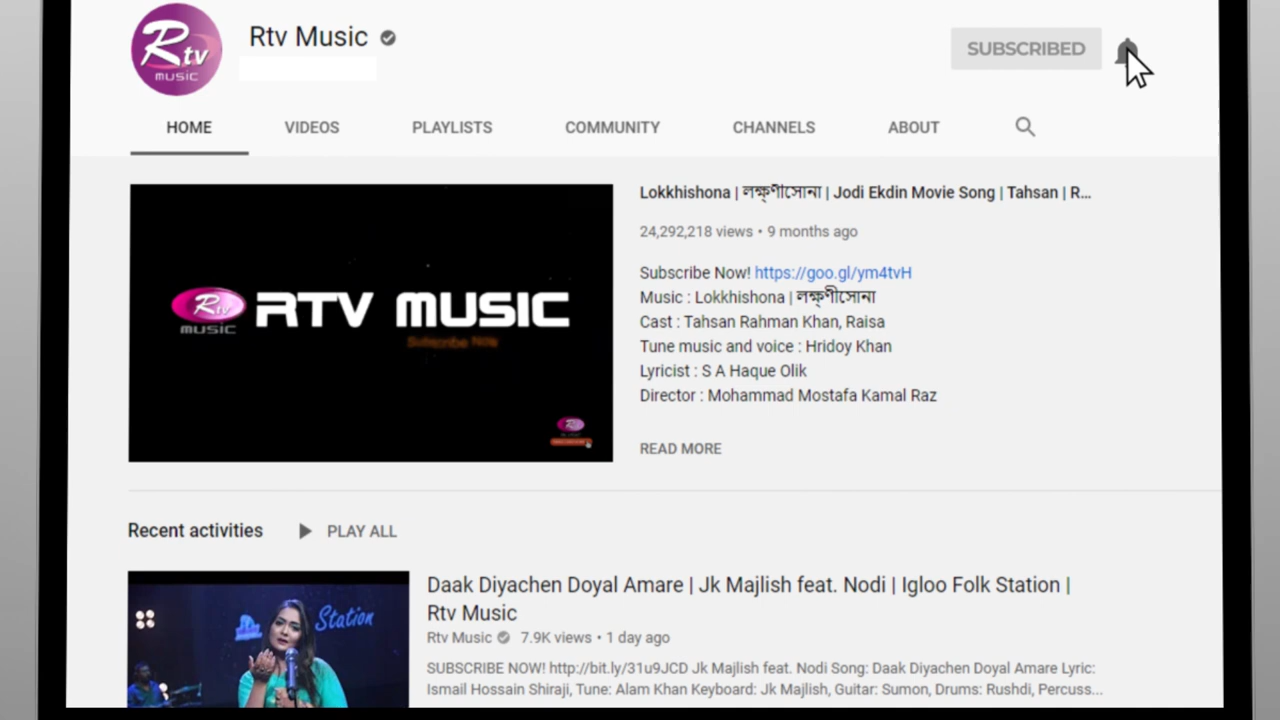 Rtv
MUSIC
Rtv Music
SUBSCRIBED
HOME
VIDEOS
PLAYLISTS
COMMUNITY
CHANNELS
ABOUT
Rtv
MUSIC
RTV MUSIC
Subscribe Now
Lokkhishona | লক্ষ্ণীসোনা | Jodi Ekdin Movie Song | Tahsan | R...
24,292,218 views • 9 months ago
Subscribe Now! https://goo.gl/ym4tvH
Music : Lokkhishona | লক্ষ্ণীসোনা
Cast : Tahsan Rahman Khan, Raisa
Tune music and voice : Hridoy Khan
Lyricist : S A Haque Olik
Director : Mohammad Mostafa Kamal Raz
READ MORE
Recent activities
PLAY ALL
Station
Daak Diyachen Doyal Amare | Jk Majlish feat. Nodi | Igloo Folk Station |
Rtv Music
Rtv Music 7.9K views • 1 day ago
SUBSCRIBE NOW! http://bit.ly/31u9JCD Jk Majlish feat. Nodi Song: Daak Diyachen Doyal Amare Lyric:
Ismail Hossain Shiraji, Tune: Alam Khan Keyboard: Jk Majlish, Guitar: Sumon, Drums: Rushdi, Percuss...